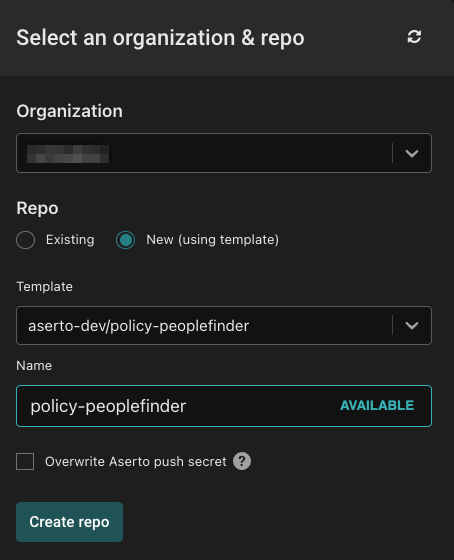 Select an organization & repo
Organization
Repo
Existing
New (using template)
Template
aserto-dev/policy-peoplefinder
Name
policy-peoplefinder
AVAILABLE
Overwrite Aserto push secret ?
Create repo